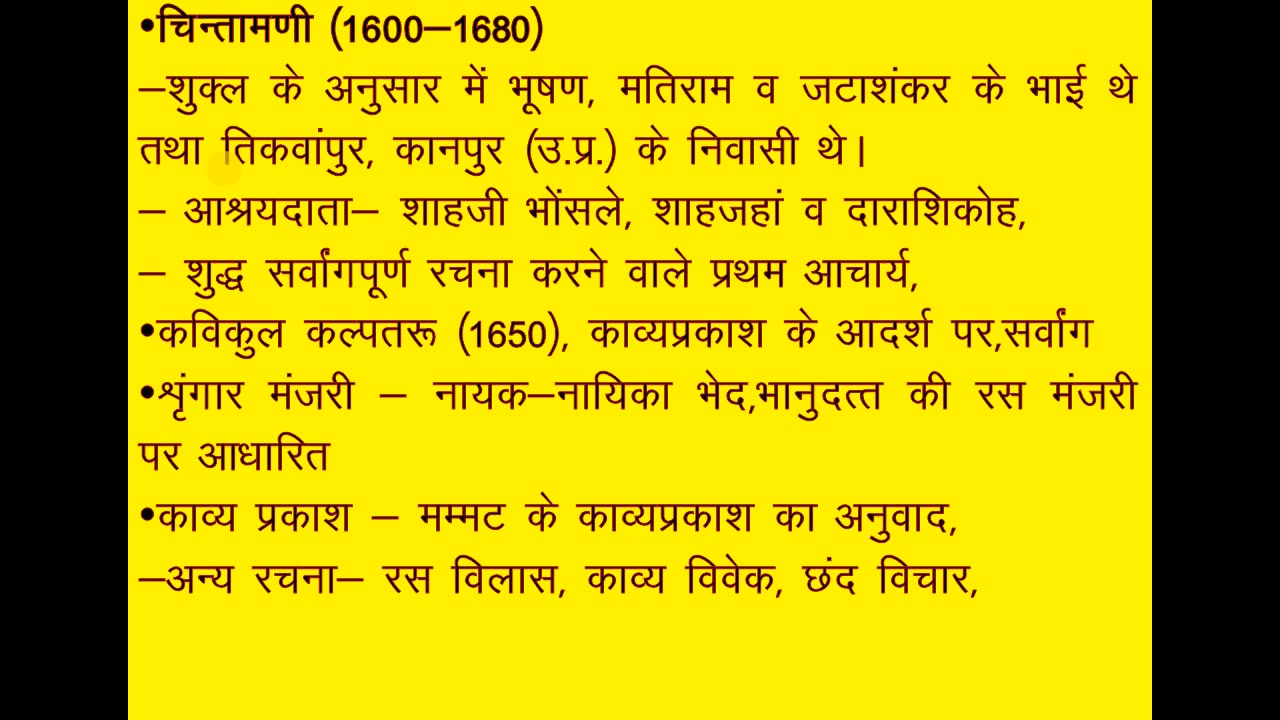 •चिन्तामणी (1600–1680)
–शुक्ल के अनुसार में भूषण, मतिराम व जटाशंकर के भाई थे
तथा तिकवांपुर, कानपुर (उ.प्र.) के निवासी थे।
– आश्रयदाता– शाहजी भोंसले, शाहजहां व दाराशिकोह,
– शुद्ध सर्वांगपूर्ण रचना करने वाले प्रथम आचार्य,
•कविकुल कल्पतरू (1650), काव्यप्रकाश के आदर्श पर,सर्वांग
•शृंगार मंजरी – नायक–नायिका भेद,भानुदत्त की रस मंजरी
पर आधारित
•काव्य प्रकाश – मम्मट के काव्यप्रकाश का अनुवाद,
–अन्य रचना– रस विलास, काव्य विवेक, छंद विचार,